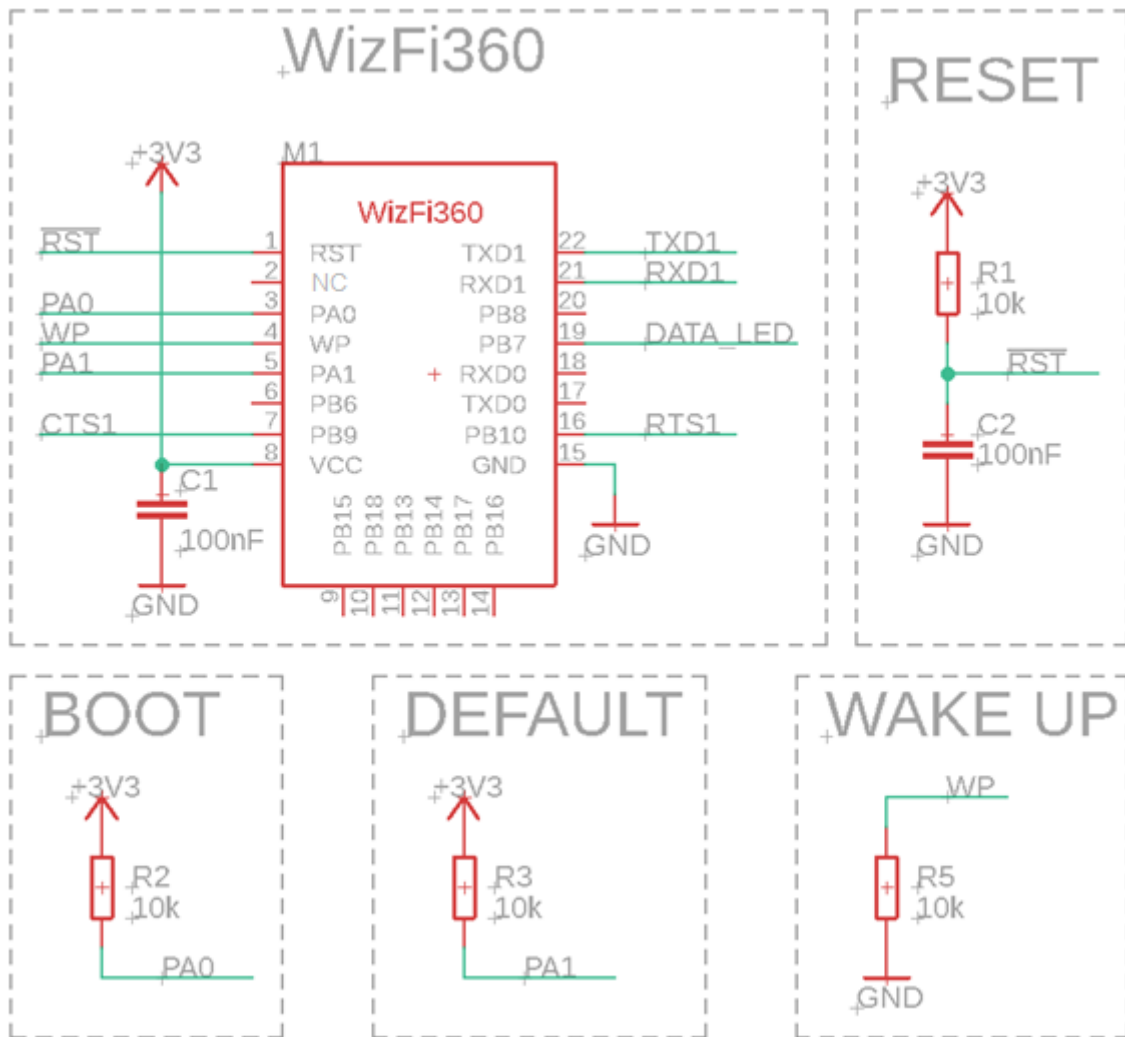 WizFi360
+3V3
M1
WizFi360
RST
1
RST
TXD1
22
TXD1
2
NC
RXD1
21
RXD1
PA0
3
PA0
PB8
20
WP
4
WP
PB7
19
DATA_LED
PA1
5
PA1
RXD0
18
6
PB6
TXD0
17
CTS1
7
PB9
PB10
16
RTS1
8
VCC
GND
15
C1
100nF
GND
PB15
PB18
PB13
PB14
PB17
PB16
9
10
11
12
13
14
GND
RESET
+3V3
R1
10k
RST
C2
100nF
GND
BOOT
+3V3
R2
10k
PA0
DEFAULT
+3V3
R3
10k
PA1
WAKE UP
WP
R5
10k
GND